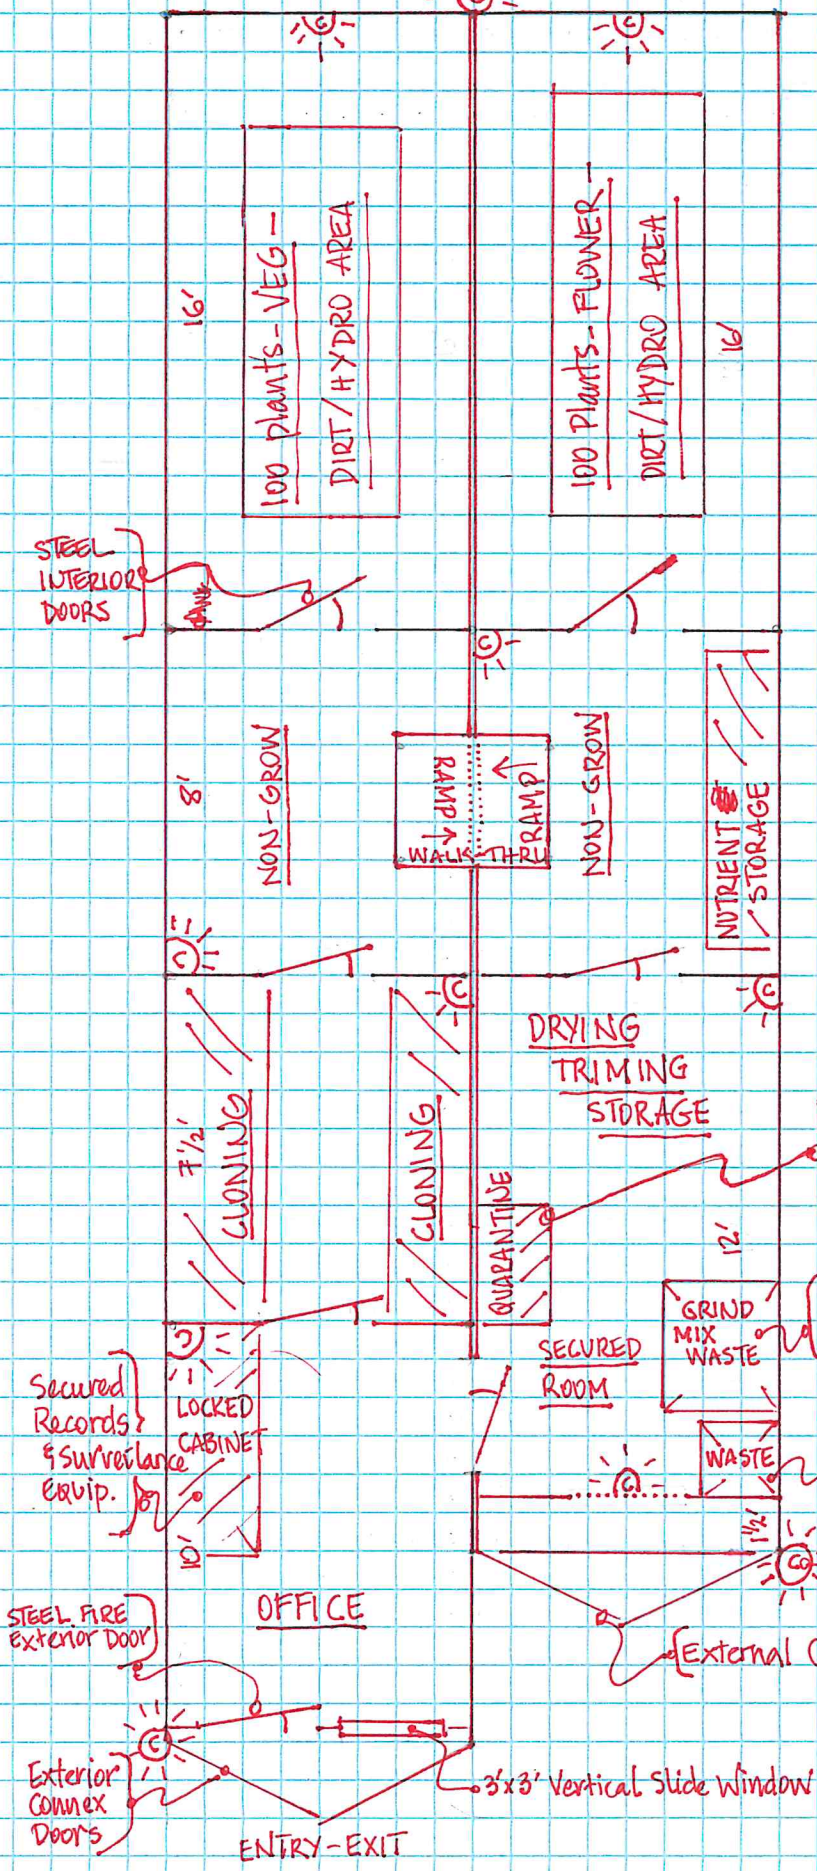 C
C
C
100 Plants - VEG -
DIRT/HYDRO AREA
16'
100 Plants - FLOWER -
DIRT/HYDRO AREA
16'
STEEL
INTERIOR
DOORS
C
8'
NON-GROW
RAMP
RAMP
WALK-THRU
NON-GROW
NUTRIENT
STORAGE
C
C
C
7'½'
CLONING
CLONING
DRYING
TRIMING
STORAGE
QUARANTINE
12'
GRIND
MIX
WASTE
SECURED
ROOM
WASTE
C
C
LOCKED
CABINET
Secured
Records
& Surveilance
Equip.
10'
1½'
OFFICE
STEEL FIRE
Exterior Door
External
C
Exterior
Connex
Doors
3'x3' Vertical Slide Window
ENTRY-EXIT